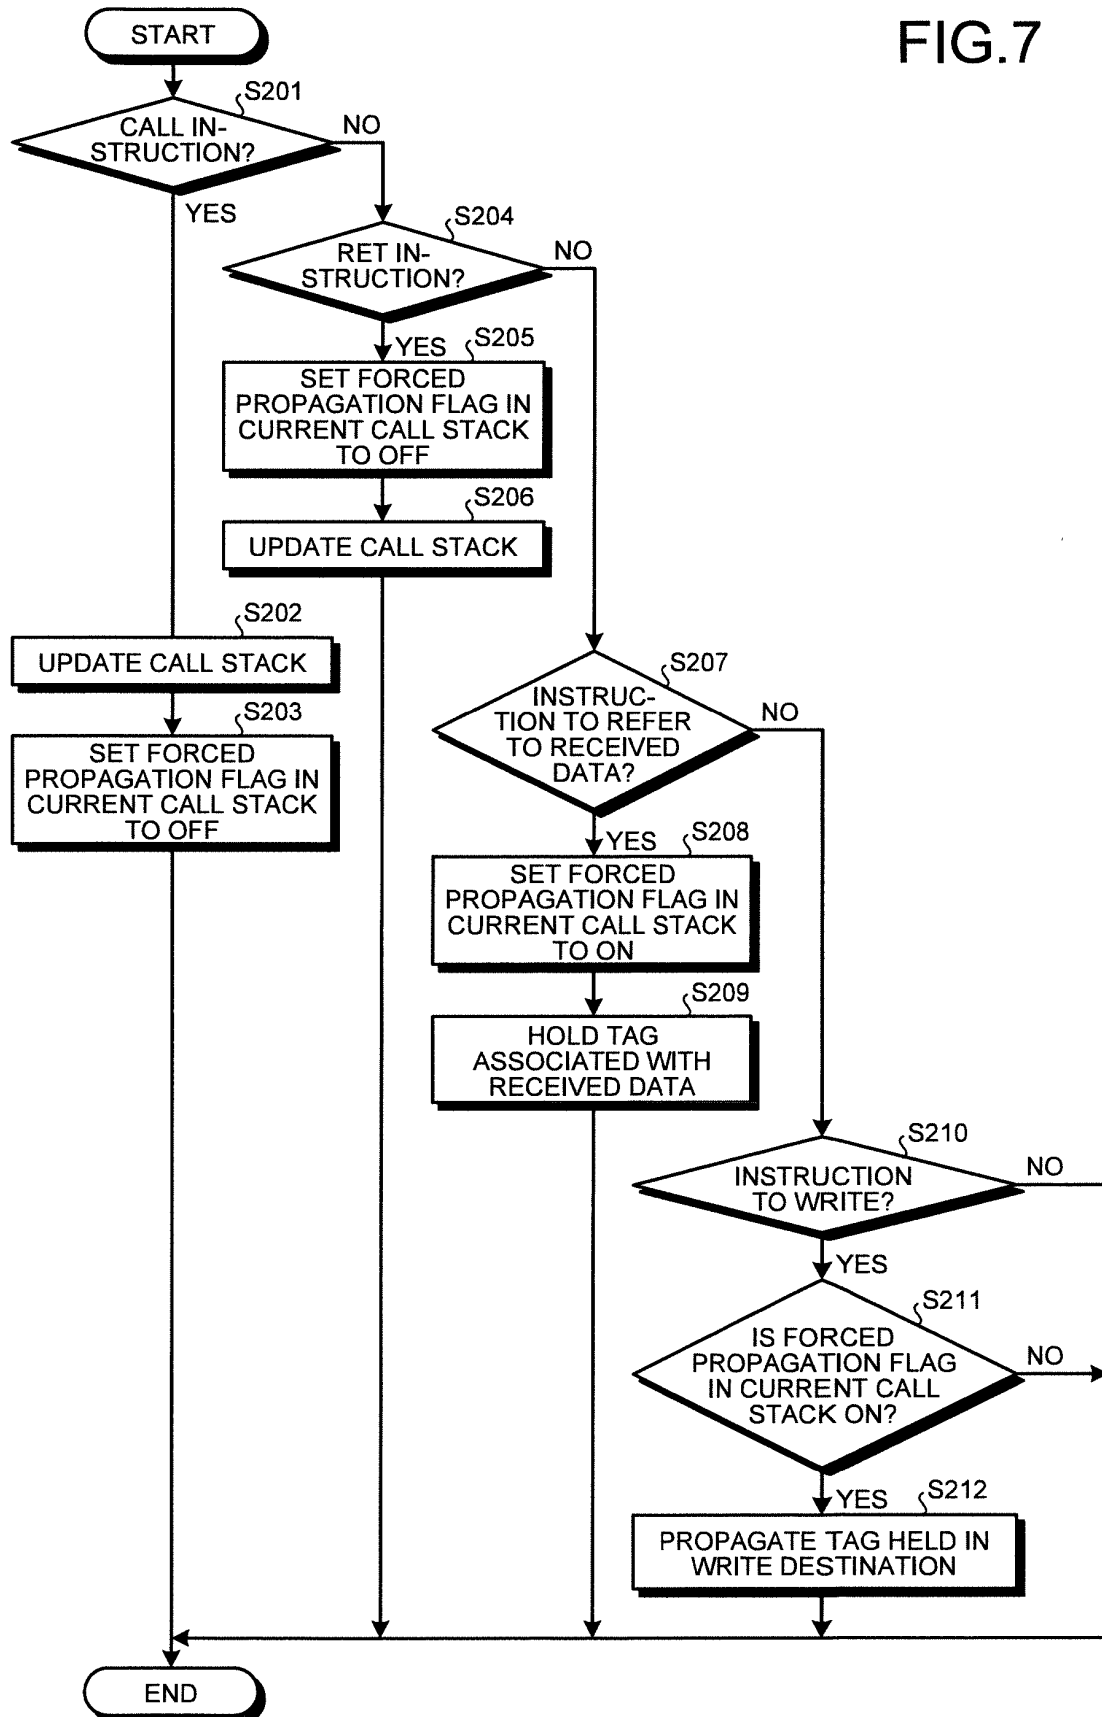 FIG.7
START
S201
CALL IN-
STRUCTION?
NO
YES
S204
RET IN-
STRUCTION?
NO
YES
S205
SET FORCED
PROPAGATION FLAG IN
CURRENT CALL STACK
TO OFF
S206
UPDATE CALL STACK
S202
UPDATE CALL STACK
S203
SET FORCED
PROPAGATION FLAG IN
CURRENT CALL STACK
TO OFF
S207
INSTRUC-
TION TO REFER
TO RECEIVED
DATA?
NO
YES
S208
SET FORCED
PROPAGATION FLAG IN
CURRENT CALL STACK
TO ON
S209
HOLD TAG
ASSOCIATED WITH
RECEIVED DATA
S210
INSTRUCTION
TO WRITE?
NO
YES
S211
IS FORCED
PROPAGATION FLAG
IN CURRENT CALL
STACK ON?
NO
YES
S212
PROPAGATE TAG HELD IN
WRITE DESTINATION
END